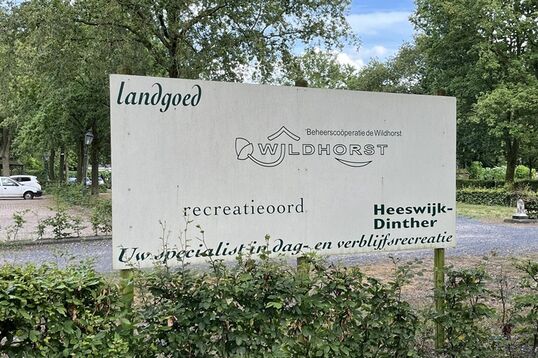 landgoed
Beheerscoöperatie de Wildhorst
WILDHORST
recreatieoord
Heeswijk-
Dinther
Uw specialist in dag- en verblijfsrecreatie